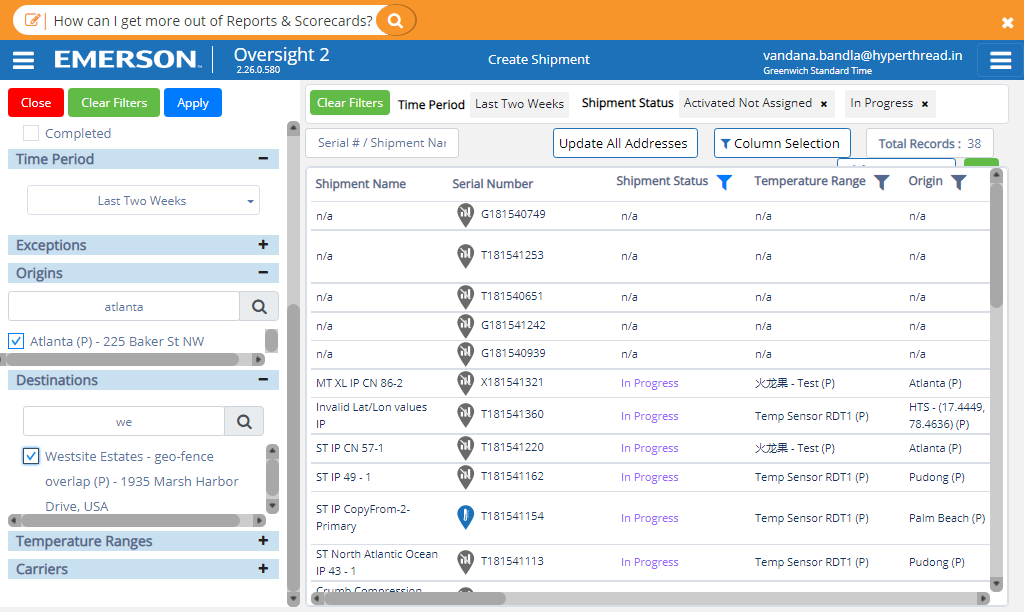 How can I get more out of Reports & Scorecards?
EMERSON
Oversight 2
2.26.0.580
Create Shipment
vandana.bandla@hyperthread.in
Greenwich Standard Time
Close
Clear Filters
Apply
Completed
Time Period
Last Two Weeks
Exceptions
Origins
atlanta
Atlanta (P) - 225 Baker St NW
Destinations
we
Westsite Estates - geo-fence
overlap (P) - 1935 Marsh Harbor
Drive, USA
Temperature Ranges
Carriers
Clear Filters Time Period Last Two Weeks Shipment Status Activated Not Assigned × In Progress ×
Serial # / Shipment Nar Update All Addresses Column Selection Total Records : 38
Shipment Name Serial Number Shipment Status Temperature Range Origin
n/a G181540749 n/a n/a n/a
n/a T181541253 n/a n/a n/a
n/a T181540651 n/a n/a n/a
n/a G181541242 n/a n/a n/a
n/a G181540939 n/a n/a n/a
MT XL IP CN 86-2 X181541321 In Progress 火龙果 - Test (P) Atlanta (P)
Invalid Lat/Lon values
IP
T181541360 In Progress Temp Sensor RDT1 (P)
HTS - (17.4449,
78.4636) (P)
ST IP CN 57-1 T181541220 In Progress 火龙果 - Test (P) Atlanta (P)
ST IP 49 - 1 T181541162 In Progress Temp Sensor RDT1 (P) Pudong (P)
ST IP CopyFrom-2-
Primary
T181541154 In Progress Temp Sensor RDT1 (P) Palm Beach (P)
ST North Atlantic Ocean
IP 43 - 1
T181541113 In Progress Temp Sensor RDT1 (P) Pudong (P)
Crumb Compression